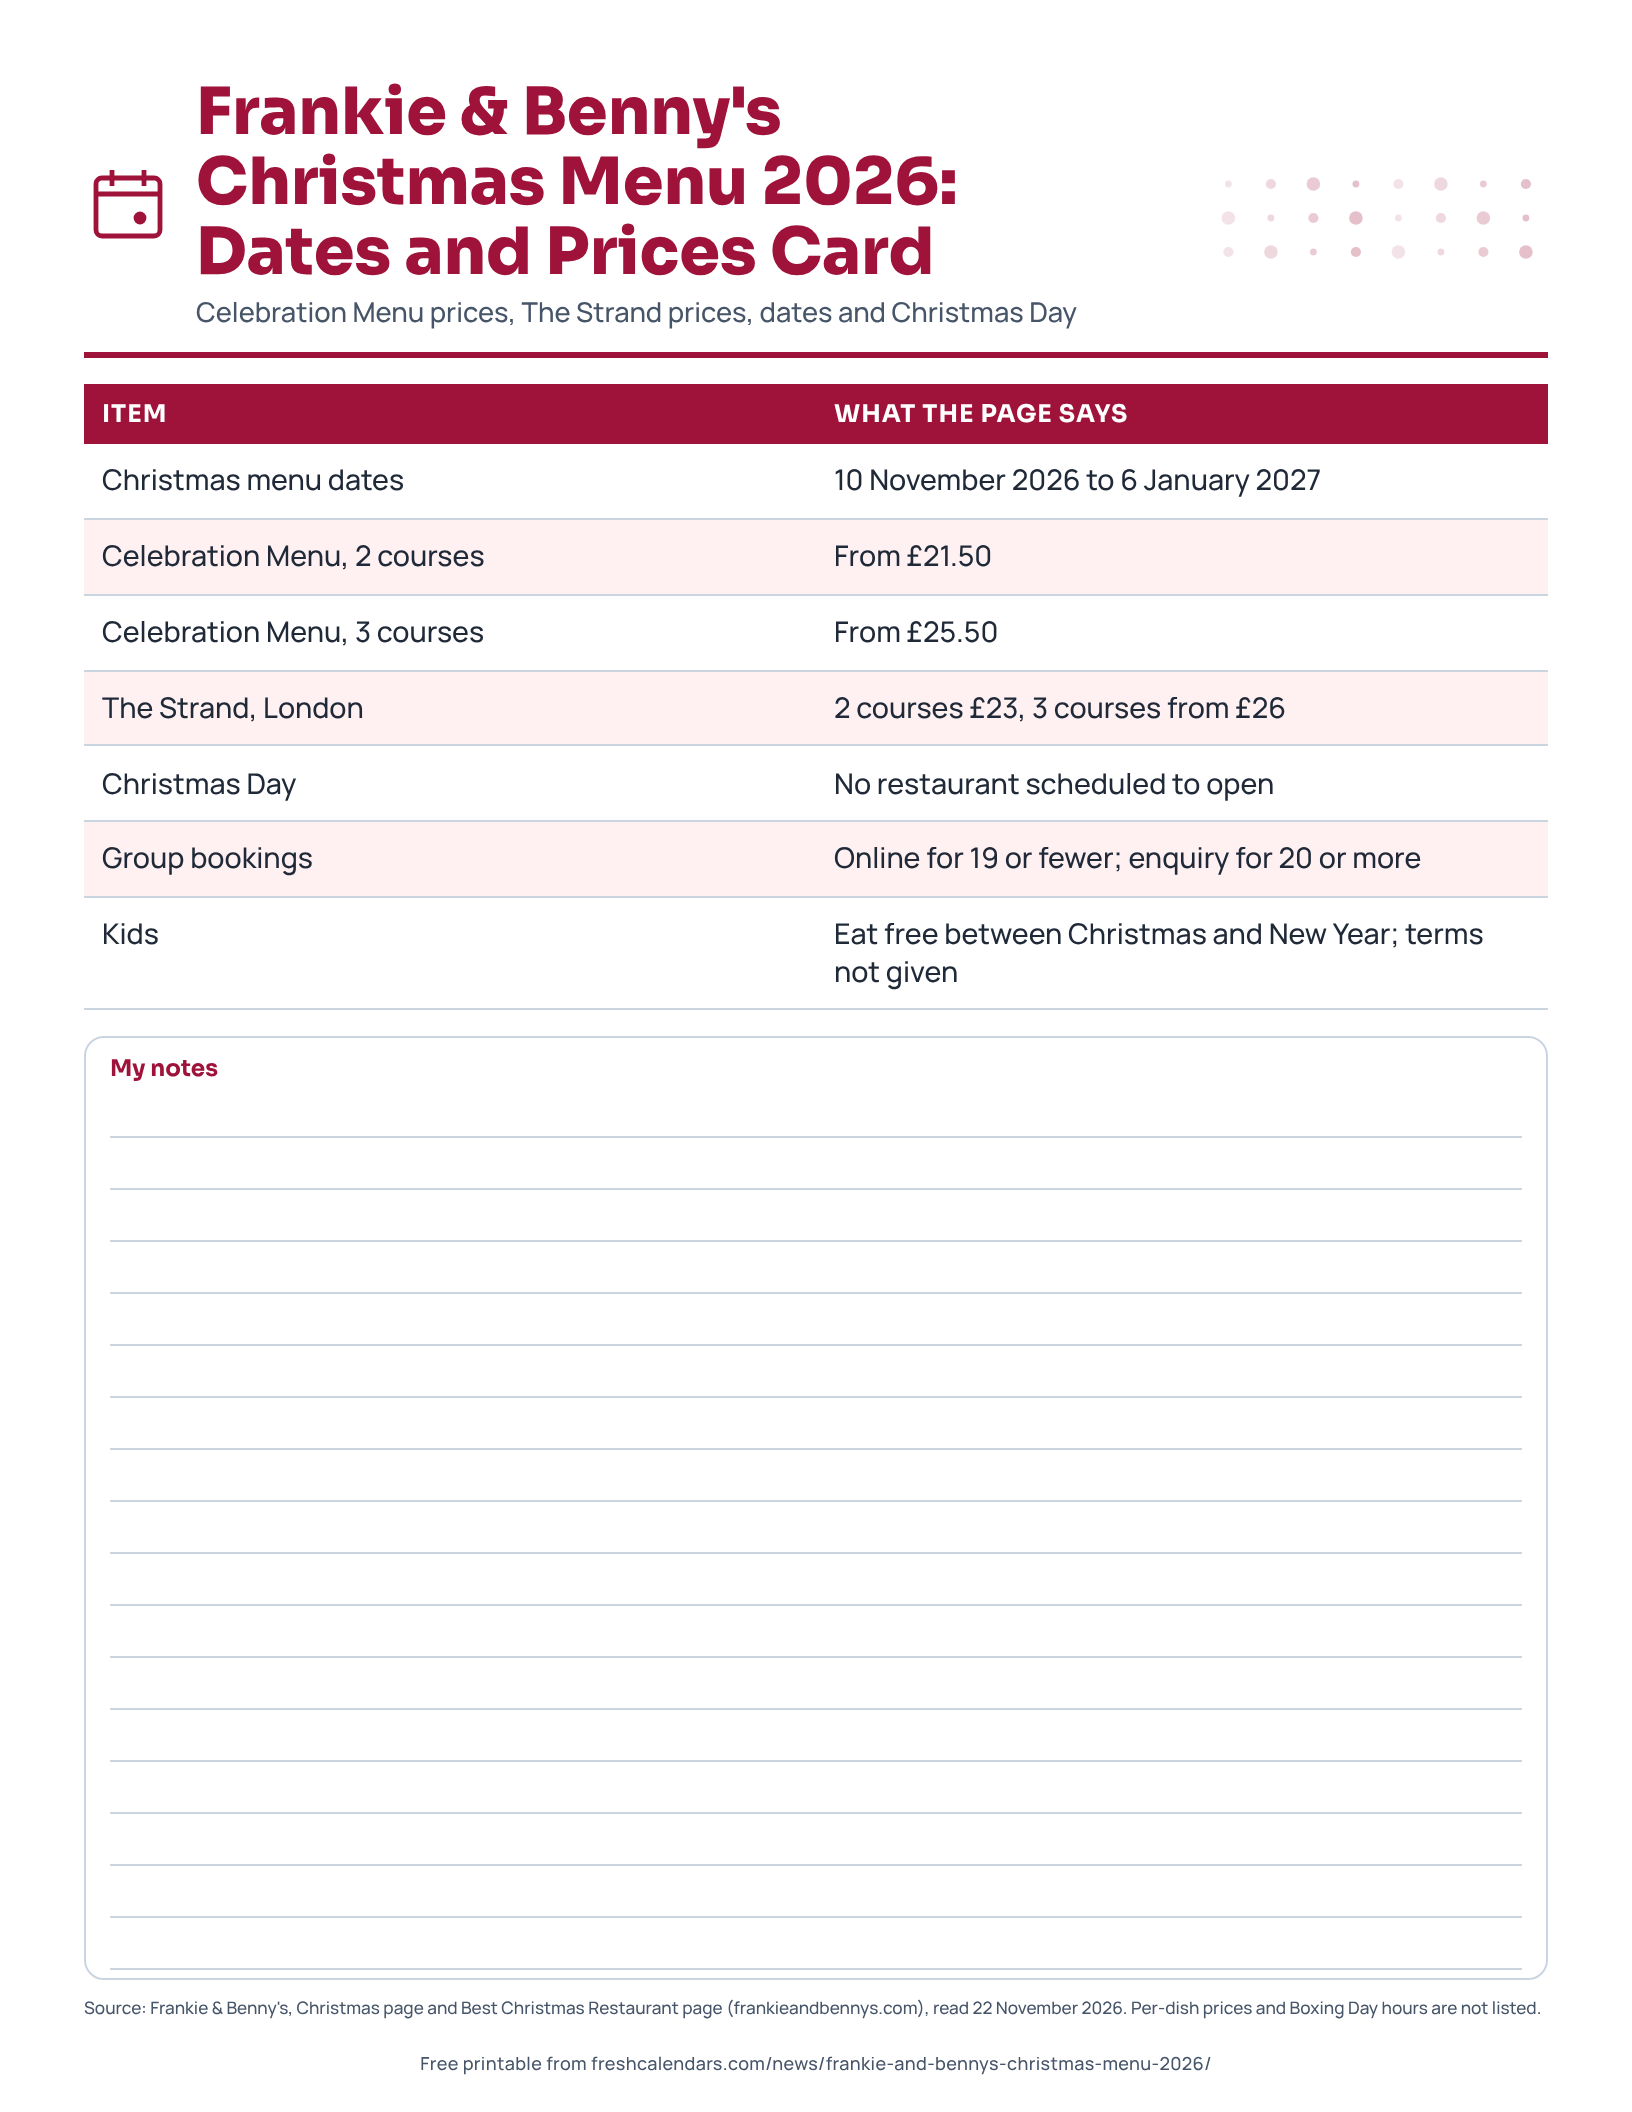 Frankie & Benny's
Christmas Menu 2026:
Dates and Prices Card
Celebration Menu prices, The Strand prices, dates and Christmas Day
ITEM WHAT THE PAGE SAYS
Christmas menu dates 10 November 2026 to 6 January 2027
Celebration Menu, 2 courses From £21.50
Celebration Menu, 3 courses From £25.50
The Strand, London 2 courses £23, 3 courses from £26
Christmas Day No restaurant scheduled to open
Group bookings Online for 19 or fewer; enquiry for 20 or more
Kids Eat free between Christmas and New Year; terms
not given
My notes
Source: Frankie & Benny's, Christmas page and Best Christmas Restaurant page (frankieandbennys.com), read 22 November 2026. Per-dish prices and Boxing Day hours are not listed.
Free printable from freshcalendars.com/news/frankie-and-bennys-christmas-menu-2026/